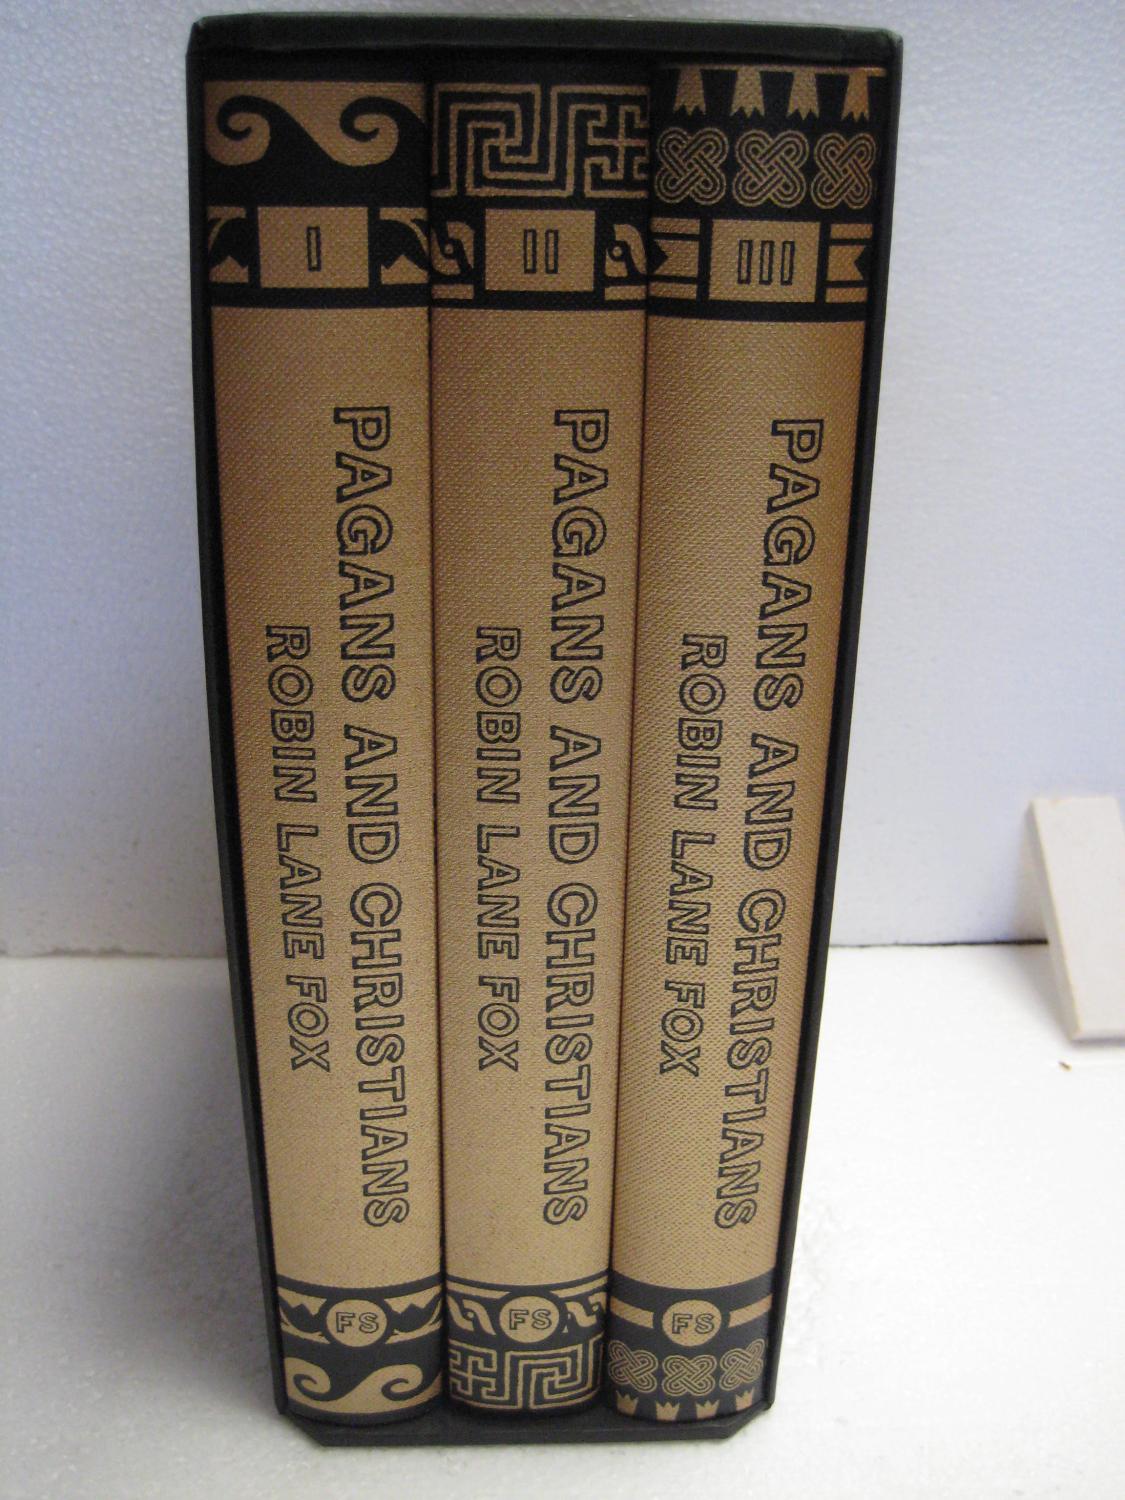 I
PAGANS AND CHRISTIANS
ROBIN LANE FOX
FS
II
PAGANS AND CHRISTIANS
ROBIN LANE FOX
FS
III
PAGANS AND CHRISTIANS
ROBIN LANE FOX
FS